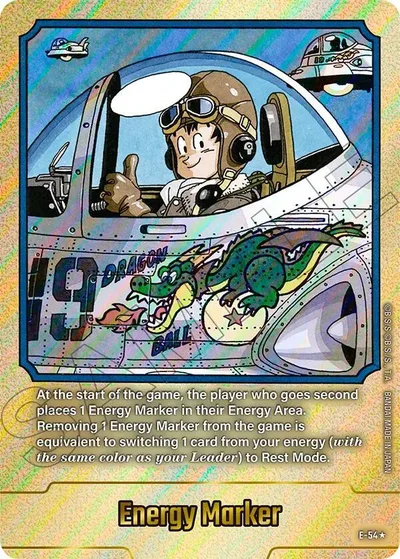 19
DRAGON
BALL
At the start of the game, the player who goes second
places 1 Energy Marker in their Energy Area.
Removing 1 Energy Marker from the game is
equivalent to switching 1 card from your energy (with
the same color as your Leader) to Rest Mode.
Energy Marker
E-54★
BANDAI MADE IN JAPAN